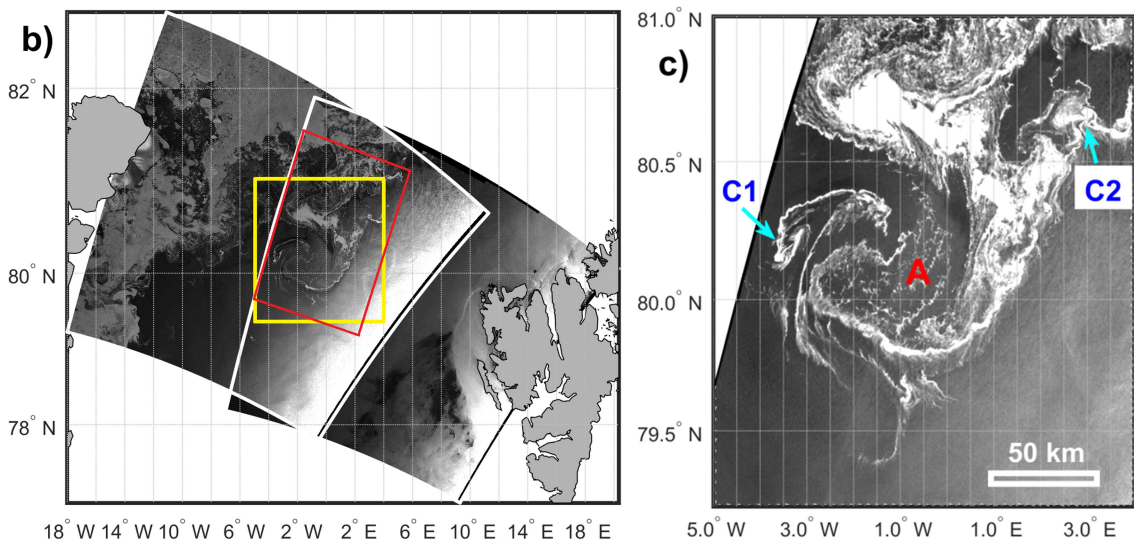 b)
82° N
80° N
78° N
18° W 14° W 10° W 6° W 2° W 2° E 6° E 10° E 14° E 18° E
c)
81.0° N
80.5° N
80.0° N
79.5° N
C1
C2
A
50 km
5.0° W 3.0° W 1.0° W 1.0° E 3.0° E